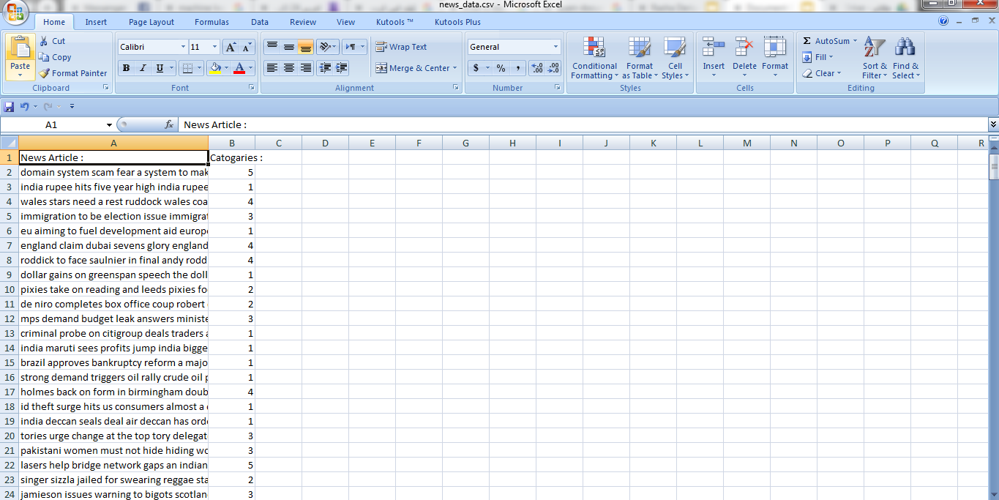 news_data.csv - Microsoft Excel
Home Insert Page Layout Formulas Data Review View Kutools ™ Kutools Plus
Paste Cut Copy Format Painter
Calibri 11
B I U A A A
Wrap Text
Merge & Center
General
$ % ,
Conditional Formatting Format as Table Cell Styles
Insert Delete Format
Σ AutoSum Fill Clear
Sort & Filter Find & Select
Clipboard Font Alignment Number Styles Cells Editing
A1 fx News Article :
A B C D E F G H I J K L M N O P Q R
1 News Article : Catogaries :
2 domain system scam fear a system to mak 5
3 india rupee hits five year high india rupee 1
4 wales stars need a rest ruddock wales coa 4
5 immigration to be election issue immigrat 3
6 eu aiming to fuel development aid europe 1
7 england claim dubai sevens glory england 4
8 roddick to face saulnier in final andy rodd 4
9 dollar gains on greenspan speech the doll 1
10 pixies take on reading and leeds pixies fo 2
11 de niro completes box office coup robert 2
12 mps demand budget leak answers ministe 3
13 criminal probe on citigroup deals traders a 1
14 india maruti sees profits jump india bigge 1
15 brazil approves bankruptcy reform a majo 1
16 strong demand triggers oil rally crude oil p 1
17 holmes back on form in birmingham doub 4
18 id theft surge hits us consumers almost a 1
19 india deccan seals deal air deccan has orde 1
20 tories urge change at the top tory delegat 3
21 pakistani women must not hide hiding wo 3
22 lasers help bridge network gaps an indian 5
23 singer sizzla jailed for swearing reggae sta 2
24 jamieson issues warning to bigots scotlan 3